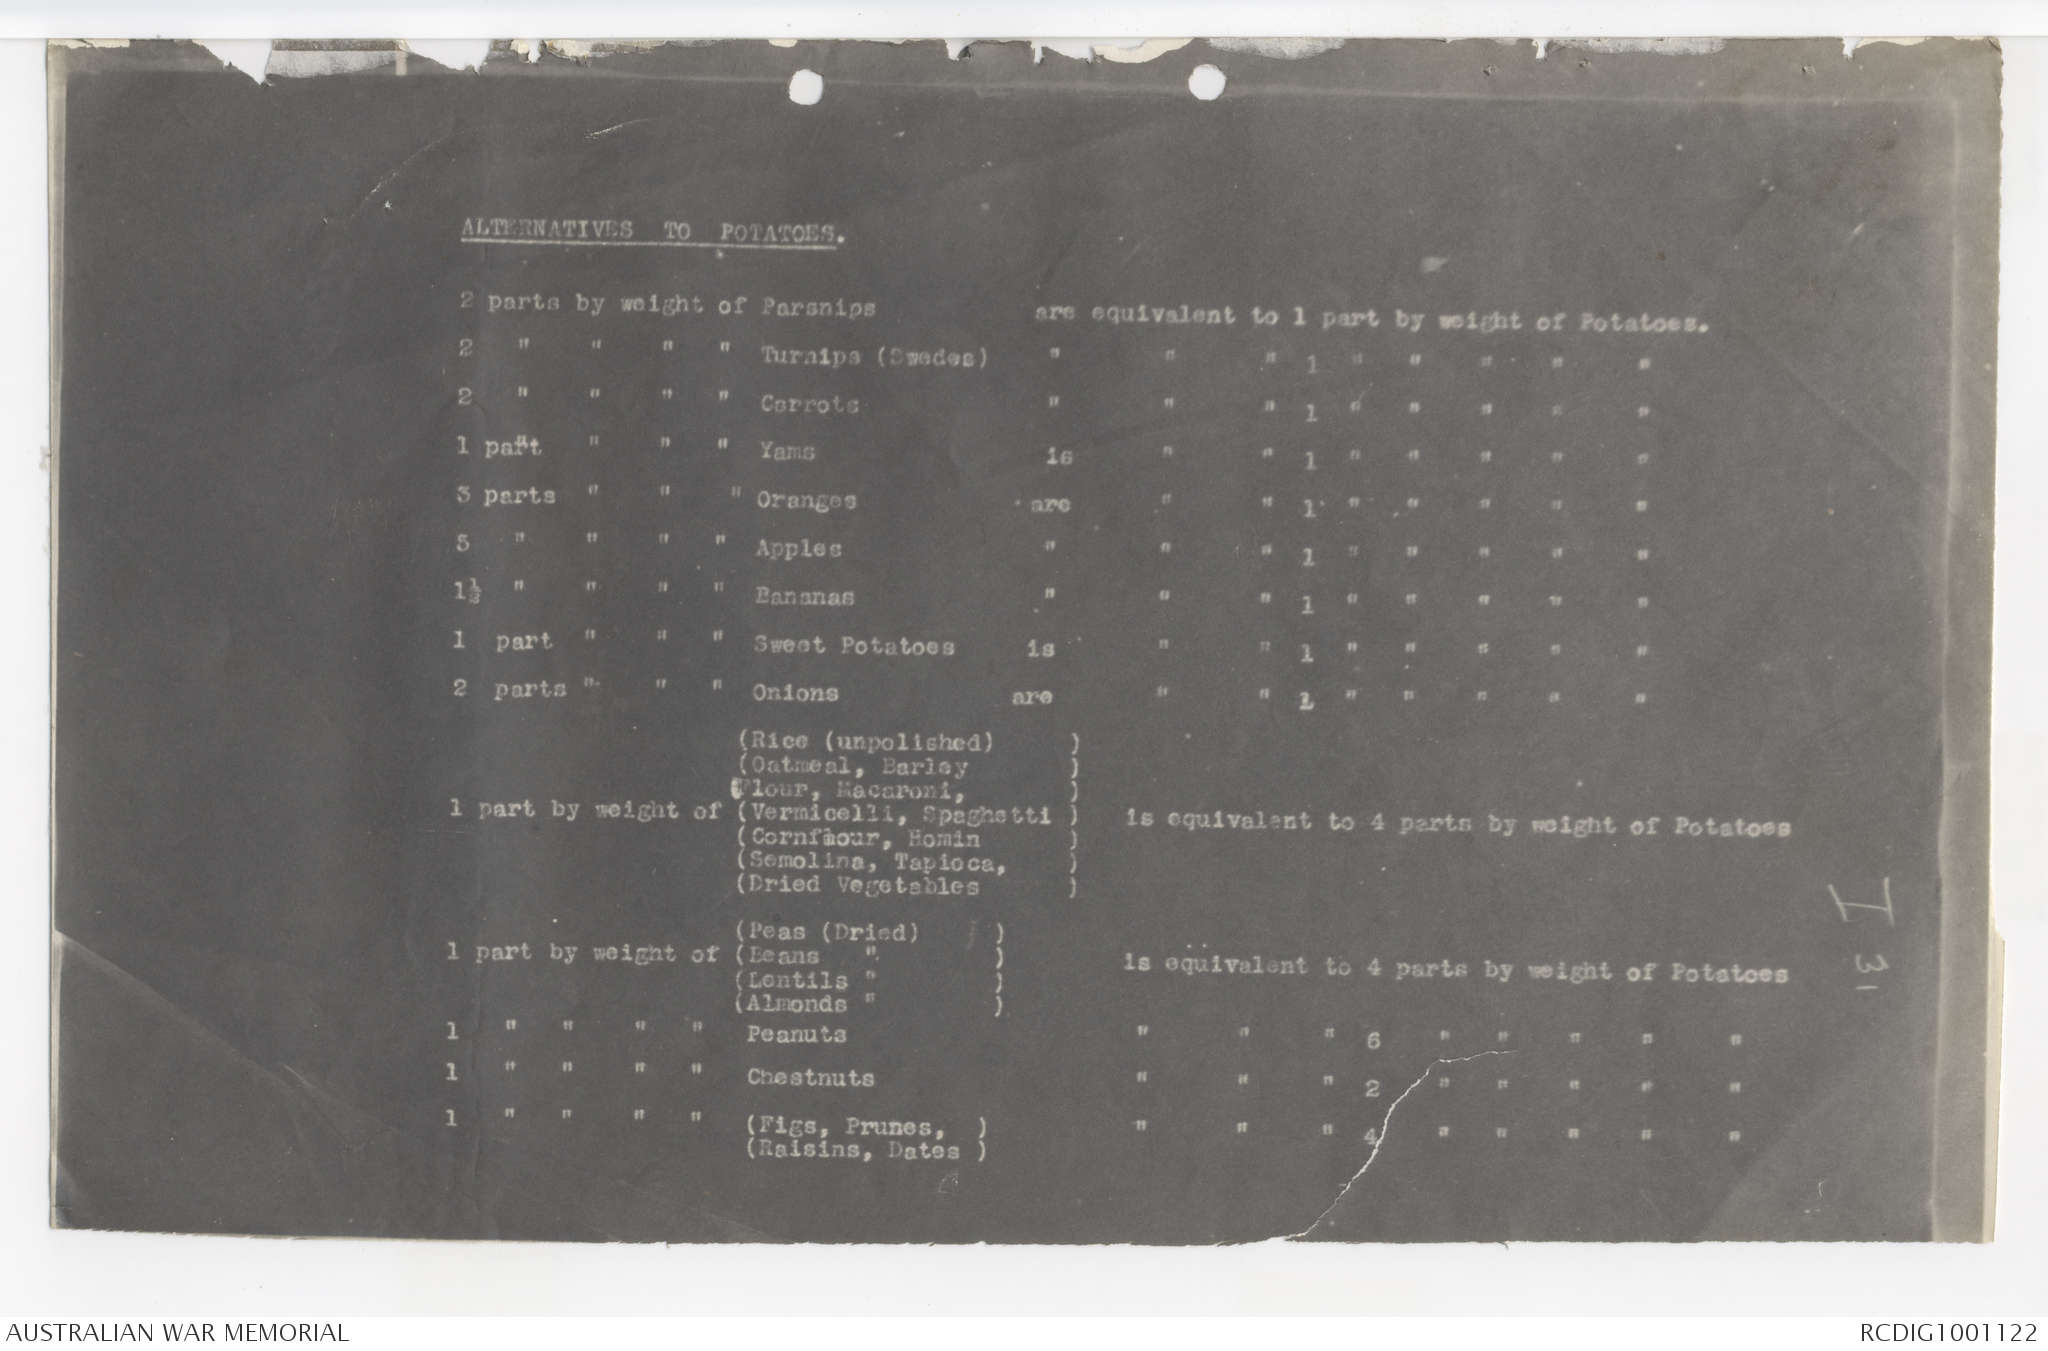 ALTERNATIVES TO POTATOES.
2 parts by weight of Parsnips are equivalent to 1 part by weight of Potatoes.
2 " " " " Turnips (Swedes) " " " 1 " " " " "
2 " " " " Carrots " " " 1 " " " " "
1 part " " " Yams is " " 1 " " " " "
3 parts " " " Oranges are " " 1 " " " " "
5 " " " " Apples " " " 1 " " " " "
1½ " " " " Bananas " " " 1 " " " " "
1 part " " " Sweet Potatoes is " " 1 " " " " "
2 parts " " " Onions are " " 1 " " " " "
(Rice (unpolished) )
(Oatmeal, Barley )
Flour, Macaroni, )
1 part by weight of (Vermicelli, Spaghetti ) is equivalent to 4 parts by weight of Potatoes
(Cornflour, Homin )
(Semolina, Tapioca, )
(Dried Vegetables )
(Peas (Dried) )
1 part by weight of (Beans " ) is equivalent to 4 parts by weight of Potatoes
(Lentils " )
(Almonds " )
1 " " " " Peanuts " " " 6 " " " " "
1 " " " " Chestnuts " " " 2 " " " " "
1 " " " " (Figs, Prunes, ) " " " 4 " " " " "
(Raisins, Dates )
I 3
AUSTRALIAN WAR MEMORIAL
RCDIG1001122